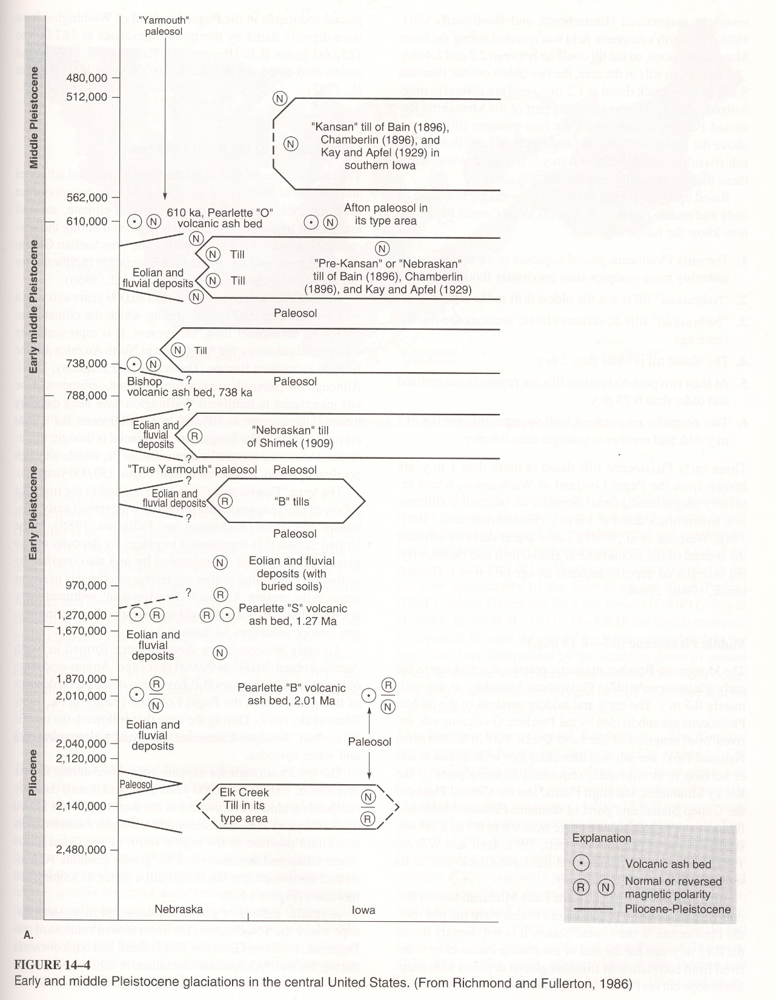 "Yarmouth"
paleosol
Middle Pleistocene
480,000
512,000
N
"Kansan" till of Bain (1896),
Chamberlin (1896), and
Kay and Apfel (1929) in
southern Iowa
N
562,000
610,000
N
610 ka, Pearlette "O"
volcanic ash bed
N
Afton paleosol in
its type area
Early middle Pleistocene
N
N
Till
Eolian and
fluvial deposits
N
Till
N
N
"Pre-Kansan" or "Nebraskan"
till of Bain (1896), Chamberlin
(1896), and Kay and Apfel (1929)
Paleosol
N
Till
738,000
N
Bishop
volcanic ash bed, 738 ka
?
Paleosol
788,000
?
Eolian and
fluvial
deposits
R
"Nebraskan" till
of Shimek (1909)
?
"True Yarmouth" paleosol
Paleosol
Early Pleistocene
?
Eolian and
fluvial deposits
R
"B" tills
?
Paleosol
N
Eolian and fluvial
deposits (with
buried soils)
970,000
?
R
1,270,000
R
R
Pearlette "S" volcanic
ash bed, 1.27 Ma
1,670,000
Eolian and
fluvial
deposits
N
1,870,000
2,010,000
R
N
Pearlette "B" volcanic
ash bed, 2.01 Ma
R
N
Eolian and
fluvial
deposits
Paleosol
2,040,000
2,120,000
Pliocene
Paleosol
2,140,000
Elk Creek
Till in its
type area
N
R
2,480,000
Nebraska
Iowa
Explanation
Volcanic ash bed
R N
Normal or reversed
magnetic polarity
Pliocene-Pleistocene
A.
FIGURE 14–4
Early and middle Pleistocene glaciations in the central United States. (From Richmond and Fullerton, 1986)